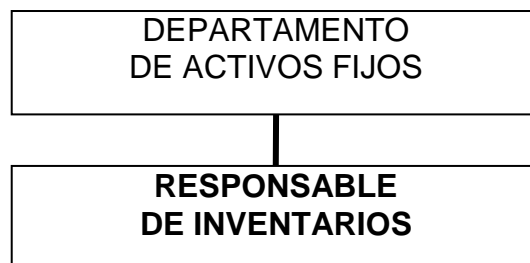 DEPARTAMENTO
DE ACTIVOS FIJOS
RESPONSABLE
DE INVENTARIOS